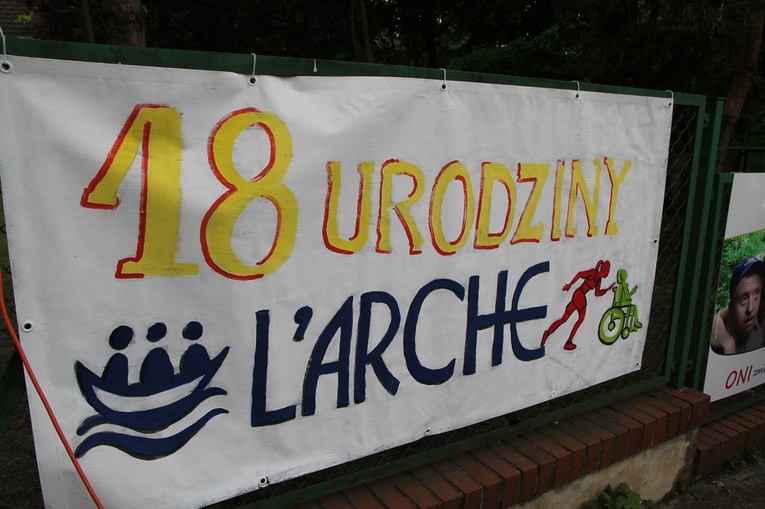 18 URODZINY
L'ARCHE
ONI